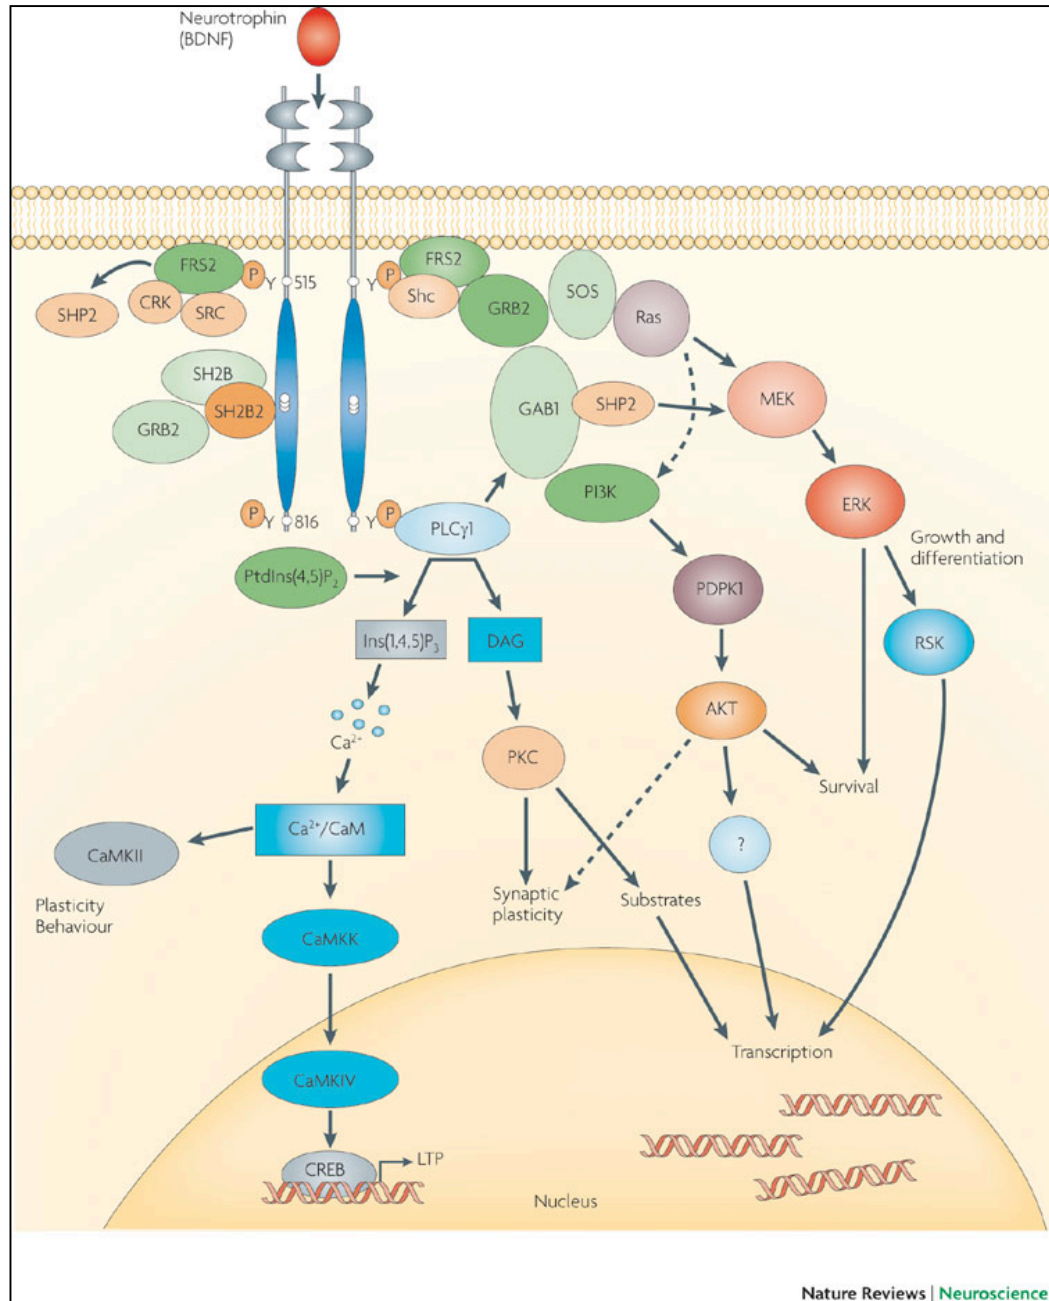 Neurotrophin
(BDNF)
FRS2
P
Y
515
P
Y
FRS2
SOS
SHP2
CRK
SRC
Shc
GRB2
Ras
SH2B
SH2B2
GRB2
GAB1
SHP2
MEK
PI3K
ERK
P
Y
816
Y
P
PLCγ1
Growth and
differentiation
PtdIns(4,5)P₂
PDPK1
Ins(1,4,5)P₃
DAG
RSK
AKT
Ca²⁺
PKC
Survival
Ca²⁺/CaM
?
CaMKII
Plasticity
Behaviour
Synaptic
plasticity
Substrates
CaMKK
Transcription
CaMKIV
CREB
LTP
Nucleus
Nature Reviews | Neuroscience